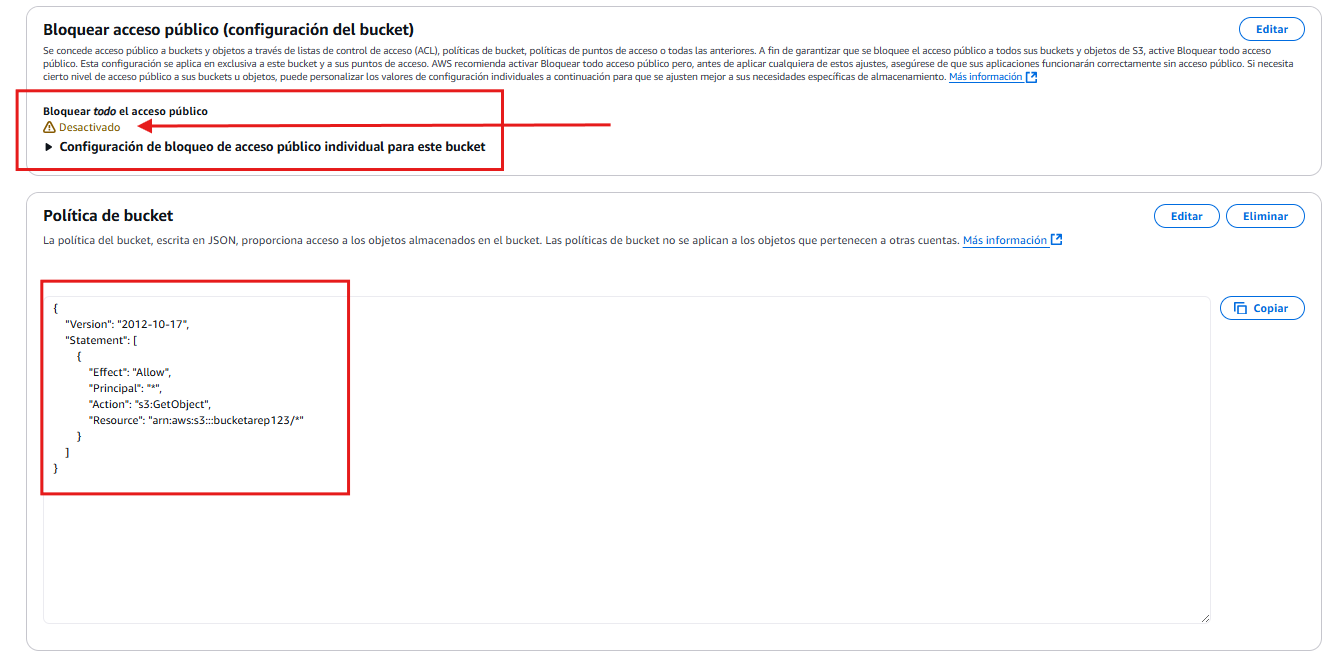 Bloquear acceso público (configuración del bucket)
Editar
Se concede acceso público a buckets y objetos a través de listas de control de acceso (ACL), políticas de bucket, políticas de puntos de acceso o todas las anteriores. A fin de garantizar que se bloquee el acceso público a todos sus buckets y objetos de S3, active Bloquear todo acceso
público. Esta configuración se aplica en exclusiva a este bucket y a sus puntos de acceso. AWS recomienda activar Bloquear todo acceso público pero, antes de aplicar cualquiera de estos ajustes, asegúrese de que sus aplicaciones funcionarán correctamente sin acceso público. Si necesita
cierto nivel de acceso público a sus buckets u objetos, puede personalizar los valores de configuración individuales a continuación para que se ajusten mejor a sus necesidades específicas de almacenamiento. Más información
Bloquear todo el acceso público
Desactivado
Configuración de bloqueo de acceso público individual para este bucket
Política de bucket
Editar
Eliminar
La política del bucket, escrita en JSON, proporciona acceso a los objetos almacenados en el bucket. Las políticas de bucket no se aplican a los objetos que pertenecen a otras cuentas. Más información
Copiar
{
"Version": "2012-10-17",
"Statement": [
{
"Effect": "Allow",
"Principal": "*",
"Action": "s3:GetObject",
"Resource": "arn:aws:s3:::bucketarep123/*"
}
]
}